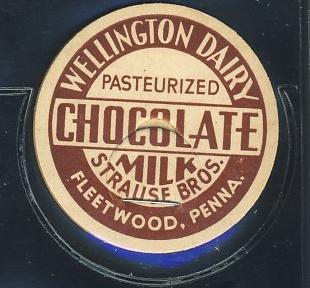 WELLINGTON DAIRY
PASTEURIZED
CHOCOLATE
MILK
STRAUSE BROS.
FLEETWOOD, PENNA.